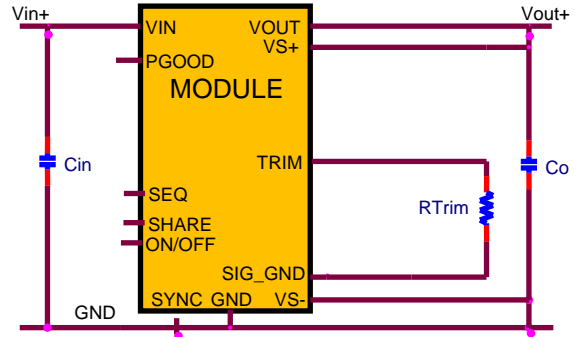 Vin+ Vout+
VIN VOUT
VS+
PGOOD
MODULE
TRIM
Cin Co
SEQ RTrim
SHARE
ON/OFF
SIG_GND
SYNC GND VS-
GND